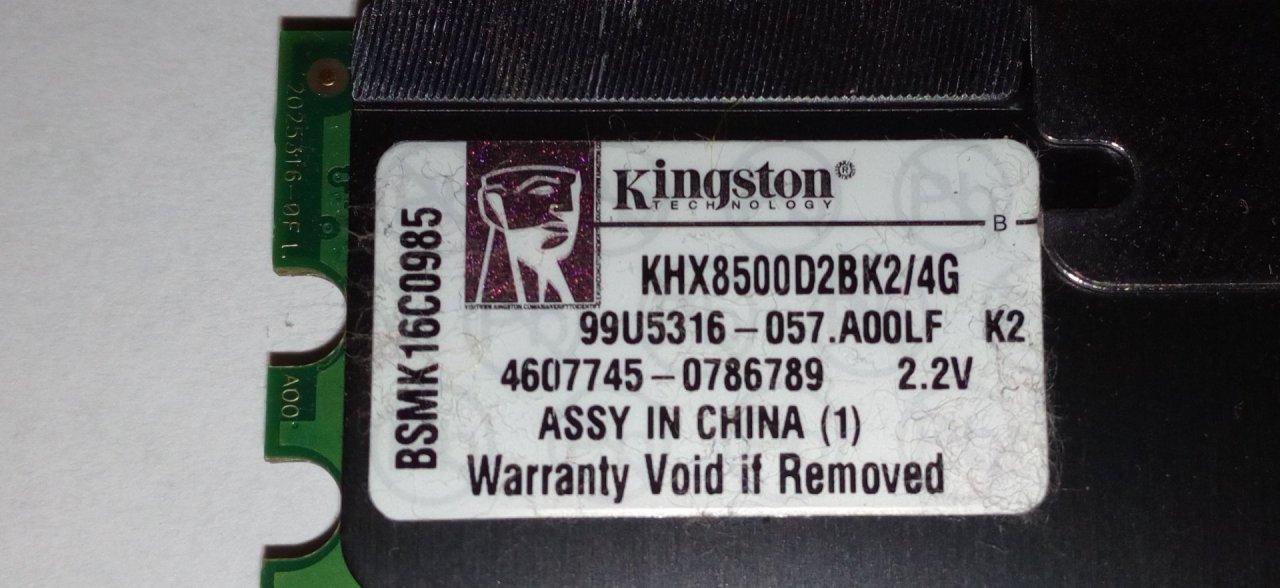 2025316-0F1
A00
BSMK16C0985
Kingston®
TECHNOLOGY
B
KHX8500D2BK2/4G
99U5316-057.A00LF K2
4607745-0786789 2.2V
ASSY IN CHINA (1)
Warranty Void if Removed